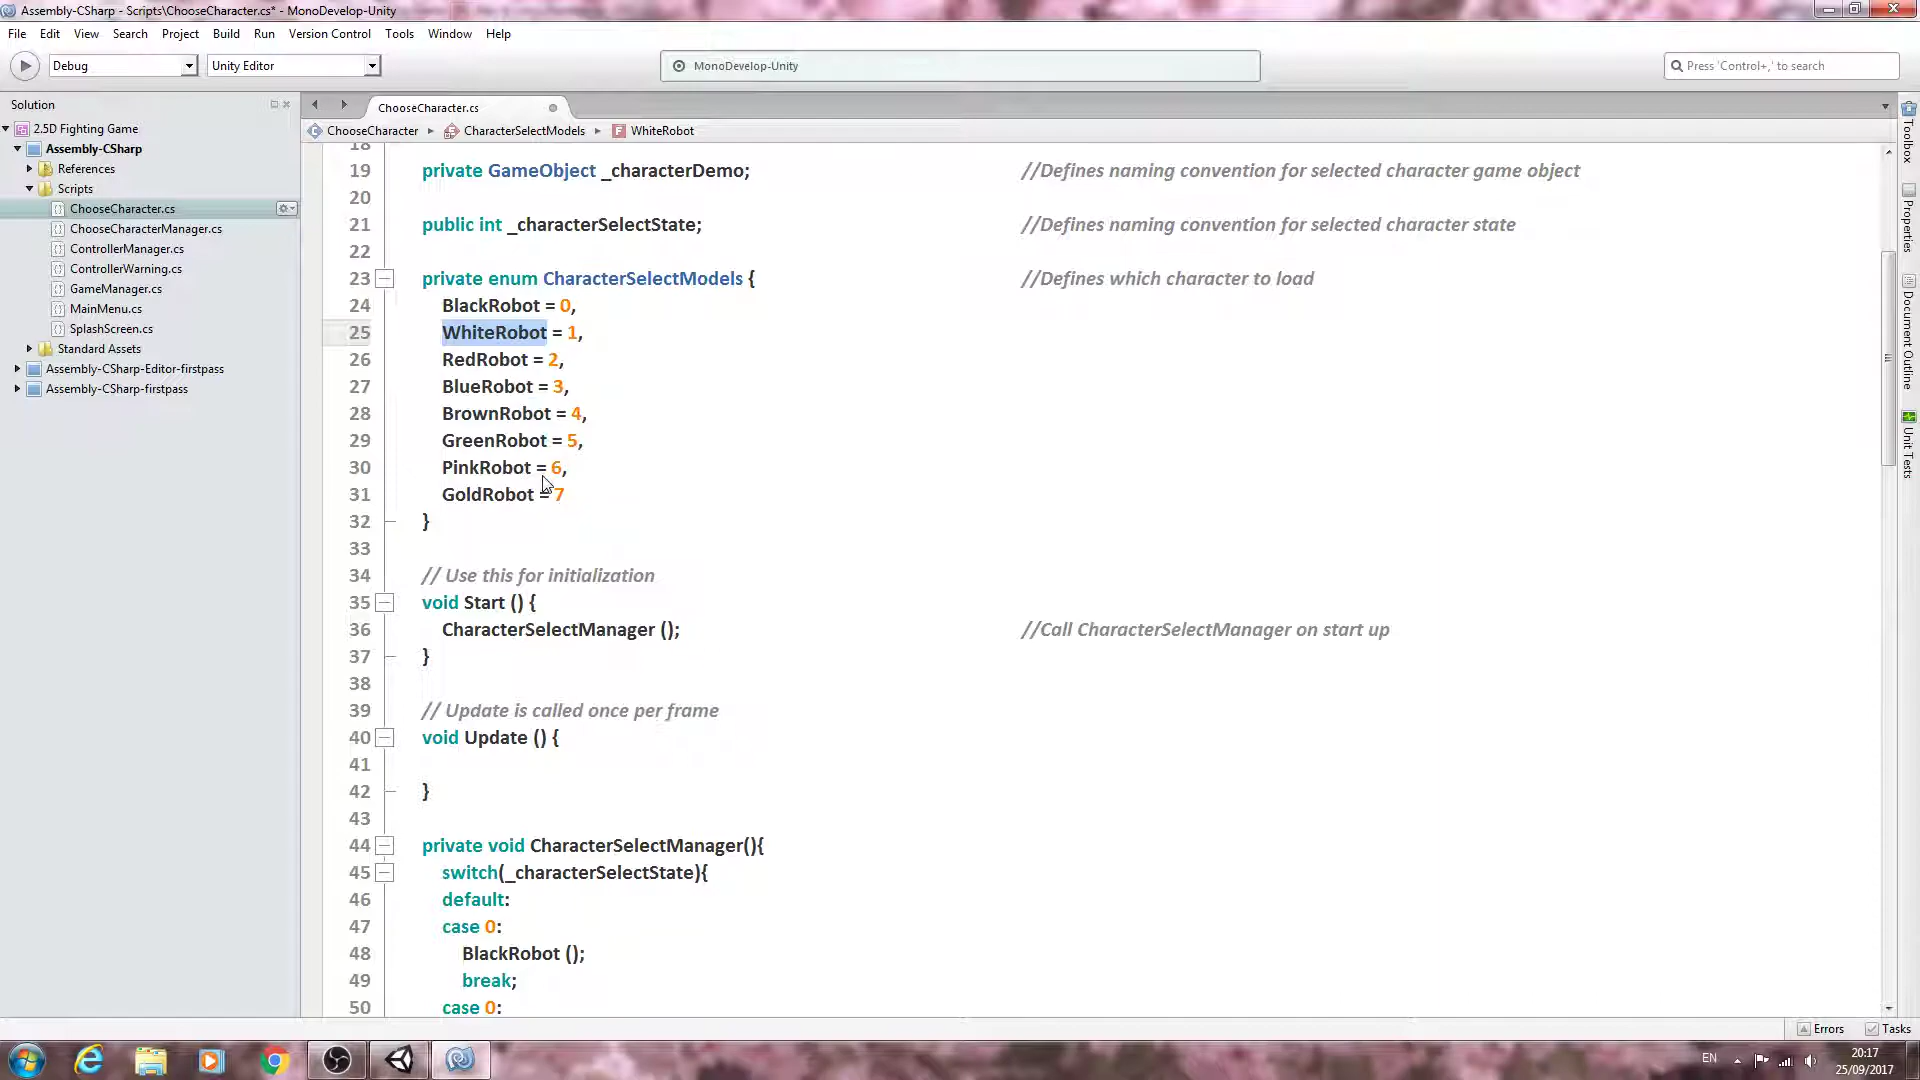 Assembly-CSharp - Scripts\ChooseCharacter.cs* - MonoDevelop-Unity
File Edit View Search Project Build Run Version Control Tools Window Help
Debug Unity Editor MonoDevelop-Unity Press 'Control+,' to search
Solution
2.5D Fighting Game
Assembly-CSharp
References
Scripts
ChooseCharacter.cs
ChooseCharacterManager.cs
ControllerManager.cs
ControllerWarning.cs
GameManager.cs
MainMenu.cs
SplashScreen.cs
Standard Assets
Assembly-CSharp-Editor-firstpass
Assembly-CSharp-firstpass
ChooseCharacter.cs
ChooseCharacter CharacterSelectModels WhiteRobot
18
19 private GameObject _characterDemo; //Defines naming convention for selected character game object
20
21 public int _characterSelectState; //Defines naming convention for selected character state
22
23 private enum CharacterSelectModels { //Defines which character to load
24 BlackRobot = 0,
25 WhiteRobot = 1,
26 RedRobot = 2,
27 BlueRobot = 3,
28 BrownRobot = 4,
29 GreenRobot = 5,
30 PinkRobot = 6,
31 GoldRobot = 7
32 }
33
34 // Use this for initialization
35 void Start () {
36 CharacterSelectManager (); //Call CharacterSelectManager on start up
37 }
38
39 // Update is called once per frame
40 void Update () {
41
42 }
43
44 private void CharacterSelectManager(){
45 switch(_characterSelectState){
46 default:
47 case 0:
48 BlackRobot ();
49 break;
50 case 0:
Toolbox
Properties
Document Outline
Unit Tests
Errors Tasks
EN
20:17
25/09/2017